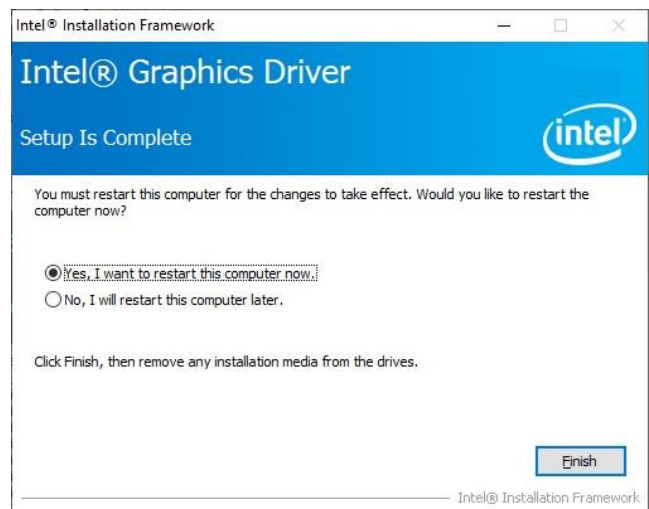 Intel® Installation Framework
Intel® Graphics Driver
Setup Is Complete
intel
You must restart this computer for the changes to take effect. Would you like to restart the
computer now?
Yes, I want to restart this computer now.
No, I will restart this computer later.
Click Finish, then remove any installation media from the drives.
Finish
Intel® Installation Framework